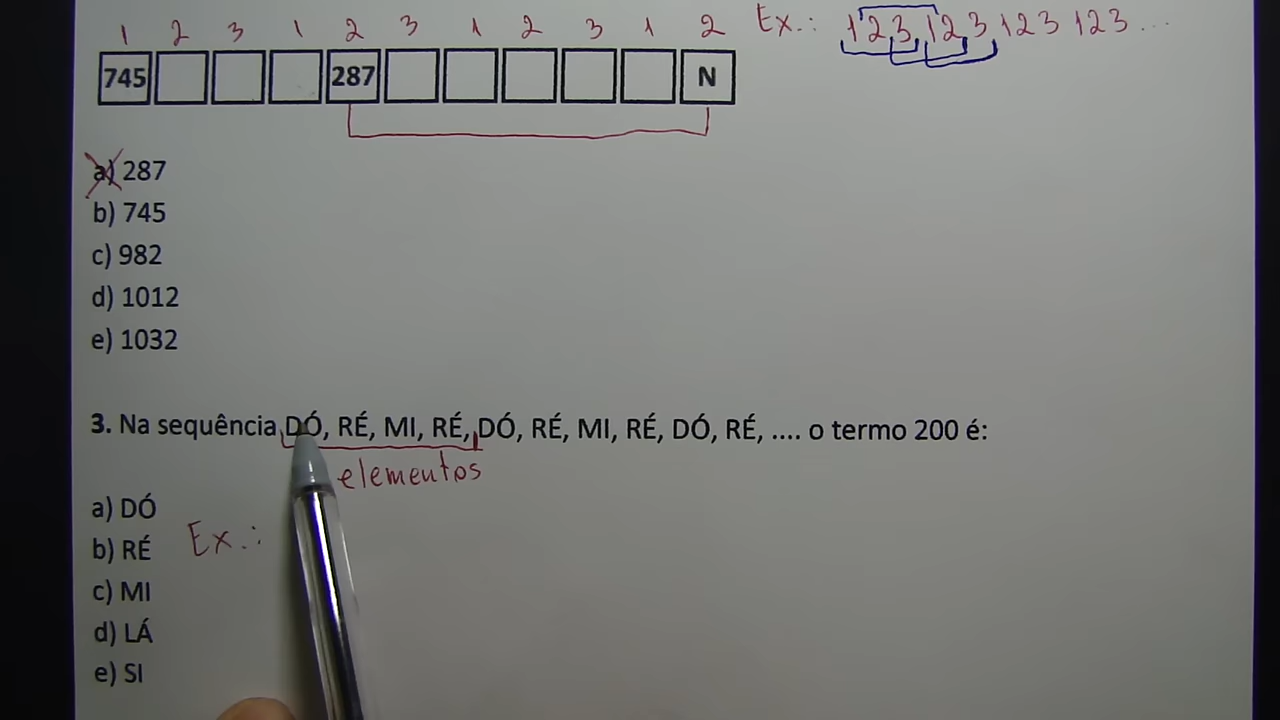 1 2 3 1 2 3 1 2 3 1 2 Ex.: 1 2 3 1 2 3 1 2 3 1 2 3 ...
745 287 N
a) 287
b) 745
c) 982
d) 1012
e) 1032
3. Na sequência DÓ, RÉ, MI, RÉ, DÓ, RÉ, MI, RÉ, DÓ, RÉ, .... o termo 200 é:
elementos
a) DÓ
Ex.:
b) RÉ
c) MI
d) LÁ
e) SI